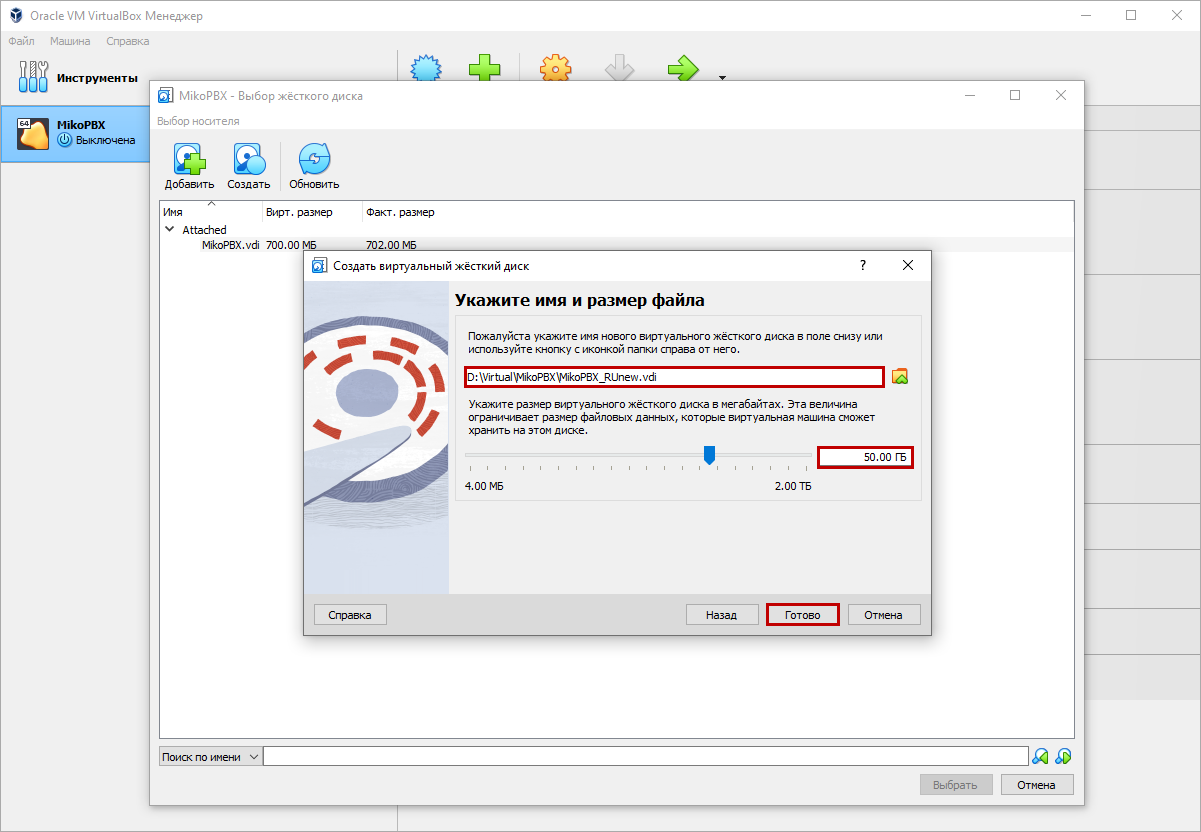 Oracle VM VirtualBox Менеджер
Файл Машина Справка
Инструменты
64
MikoPBX
Выключена
MikoPBX - Выбор жёсткого диска
Выбор носителя
Добавить Создать Обновить
Имя Вирт. размер Факт. размер
Attached
MikoPBX.vdi 700.00 МБ 702.00 МБ
Создать виртуальный жёсткий диск
?
Укажите имя и размер файла
Пожалуйста укажите имя нового виртуального жёсткого диска в поле снизу или
используйте кнопку с иконкой папки справа от него.
D:\Virtual\MikoPBX\MikoPBX_RUnew.vdi
Укажите размер виртуального жёсткого диска в мегабайтах. Эта величина
ограничивает размер файловых данных, которые виртуальная машина сможет
хранить на этом диске.
50.00 ГБ
4.00 МБ 2.00 ТБ
Справка Назад Готово Отмена
Поиск по имени
Выбрать Отмена